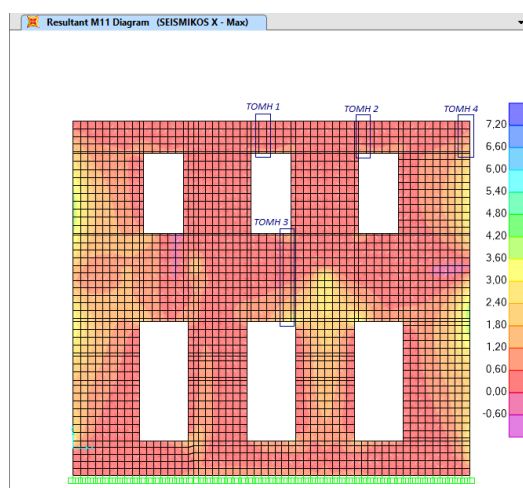 Resultant M11 Diagram (SEISMIKOS X - Max)
TOMH 1
TOMH 2
TOMH 4
TOMH 3
7,20
6,60
6,00
5,40
4,80
4,20
3,60
3,00
2,40
1,80
1,20
0,60
0,00
-0,60